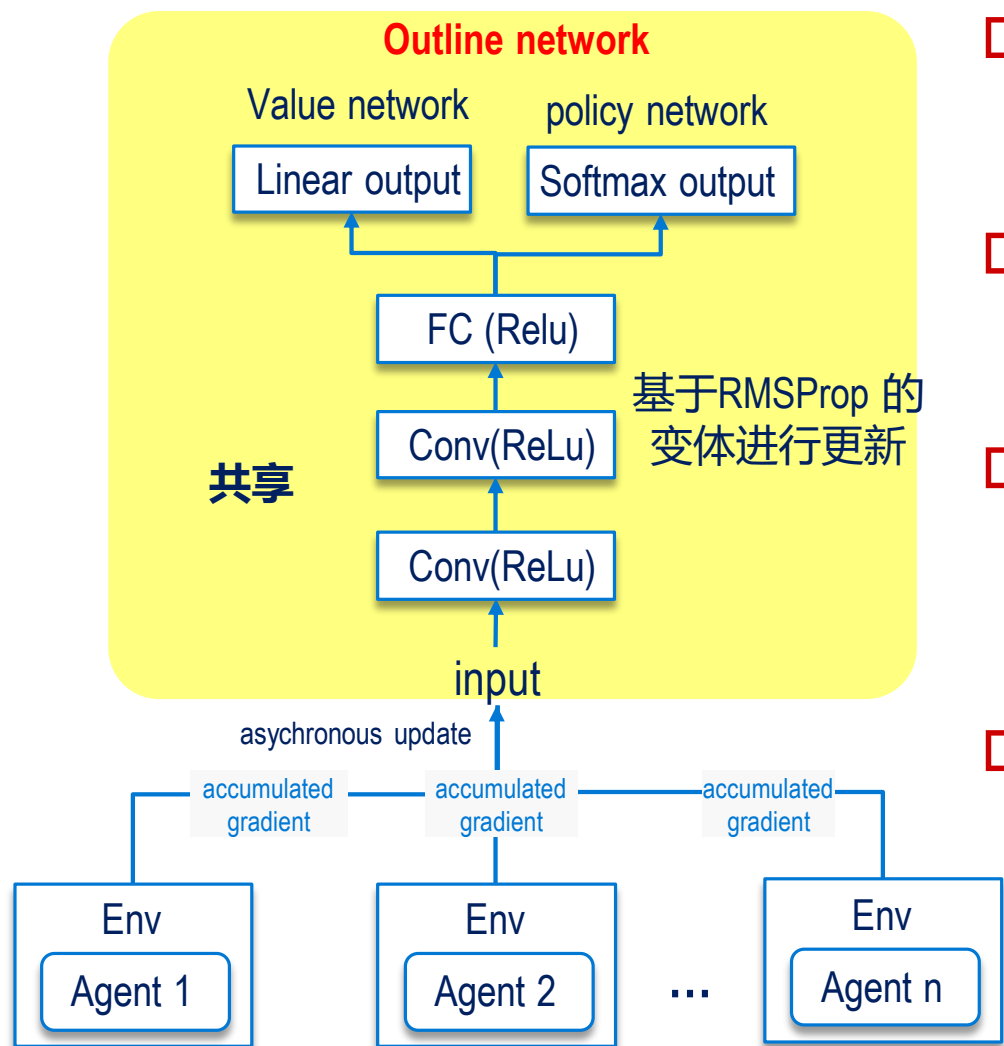 Outline network
Value network
policy network
Linear output
Softmax output
FC (Relu)
基于RMSProp 的
变体进行更新
Conv(ReLu)
共享
Conv(ReLu)
input
asychronous update
accumulated
gradient
accumulated
gradient
accumulated
gradient
Env
Agent 1
Env
Agent 2
...
Env
Agent n